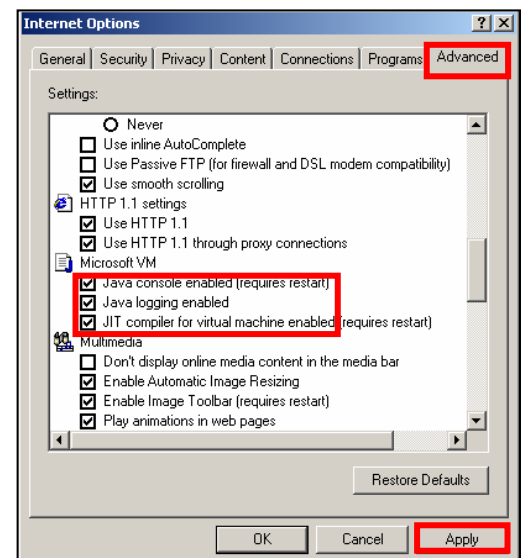 Internet Options
General Security Privacy Content Connections Programs Advanced
Settings:
Never
Use inline AutoComplete
Use Passive FTP (for firewall and DSL modem compatibility)
Use smooth scrolling
HTTP 1.1 settings
Use HTTP 1.1
Use HTTP 1.1 through proxy connections
Microsoft VM
Java console enabled (requires restart)
Java logging enabled
JIT compiler for virtual machine enabled (requires restart)
Multimedia
Don't display online media content in the media bar
Enable Automatic Image Resizing
Enable Image Toolbar (requires restart)
Play animations in web pages
Restore Defaults
OK Cancel Apply